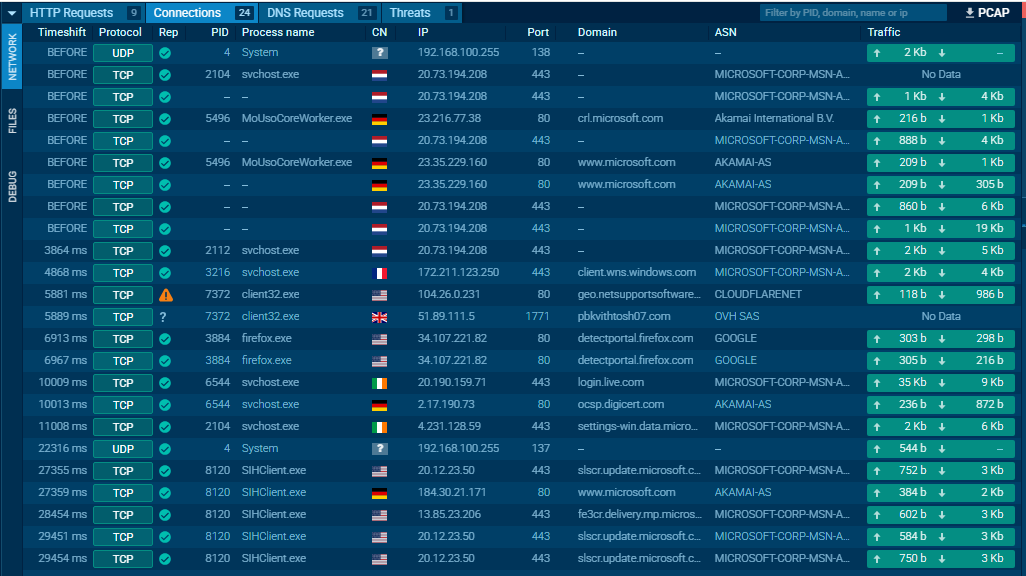 HTTP Requests 9 Connections 24 DNS Requests 21 Threats 1 Filter by PID, domain, name or ip PCAP
NETWORK
FILES
DEBUG
Timeshift Protocol Rep PID Process name CN IP Port Domain ASN Traffic
BEFORE UDP 4 System ? 192.168.100.255 138 – – 2 Kb –
BEFORE TCP 2104 svchost.exe 20.73.194.208 443 – MICROSOFT-CORP-MSN-A... No Data
BEFORE TCP – – 20.73.194.208 443 – MICROSOFT-CORP-MSN-A... 1 Kb 4 Kb
BEFORE TCP 5496 MoUsoCoreWorker.exe 23.216.77.38 80 crl.microsoft.com Akamai International B.V. 216 b 1 Kb
BEFORE TCP – – 20.73.194.208 443 – MICROSOFT-CORP-MSN-A... 888 b 4 Kb
BEFORE TCP 5496 MoUsoCoreWorker.exe 23.35.229.160 80 www.microsoft.com AKAMAI-AS 209 b 1 Kb
BEFORE TCP – – 23.35.229.160 80 www.microsoft.com AKAMAI-AS 209 b 305 b
BEFORE TCP – – 20.73.194.208 443 – MICROSOFT-CORP-MSN-A... 860 b 6 Kb
BEFORE TCP – – 20.73.194.208 443 – MICROSOFT-CORP-MSN-A... 1 Kb 19 Kb
3864 ms TCP 2112 svchost.exe 20.73.194.208 443 – MICROSOFT-CORP-MSN-A... 2 Kb 5 Kb
4868 ms TCP 3216 svchost.exe 172.211.123.250 443 client.wns.windows.com MICROSOFT-CORP-MSN-A... 2 Kb 4 Kb
5881 ms TCP 7372 client32.exe 104.26.0.231 80 geo.netsupportsoftware... CLOUDFLARENET 118 b 986 b
5889 ms TCP ? 7372 client32.exe 51.89.111.5 1771 pbkvithtosh07.com OVH SAS No Data
6913 ms TCP 3884 firefox.exe 34.107.221.82 80 detectportal.firefox.com GOOGLE 303 b 298 b
6967 ms TCP 3884 firefox.exe 34.107.221.82 80 detectportal.firefox.com GOOGLE 305 b 216 b
10009 ms TCP 6544 svchost.exe 20.190.159.71 443 login.live.com MICROSOFT-CORP-MSN-A... 35 Kb 9 Kb
10013 ms TCP 6544 svchost.exe 2.17.190.73 80 ocsp.digicert.com AKAMAI-AS 236 b 872 b
11008 ms TCP – svchost.exe 4.231.128.59 443 settings-win.data.micro... MICROSOFT-CORP-MSN-A... 2 Kb 6 Kb
22316 ms UDP 4 System ? 192.168.100.255 137 – – 544 b –
27355 ms TCP 8120 SIHClient.exe 20.12.23.50 443 slscr.update.microsoft.c... MICROSOFT-CORP-MSN-A... 752 b 3 Kb
27359 ms TCP 8120 SIHClient.exe 184.30.21.171 80 www.microsoft.com AKAMAI-AS 384 b 2 Kb
28454 ms TCP 8120 SIHClient.exe 13.85.23.206 443 fe3cr.delivery.mp.micros... MICROSOFT-CORP-MSN-A... 602 b 3 Kb
29451 ms TCP 8120 SIHClient.exe 20.12.23.50 443 slscr.update.microsoft.c... MICROSOFT-CORP-MSN-A... 584 b 3 Kb
29454 ms TCP 8120 SIHClient.exe 20.12.23.50 443 slscr.update.microsoft.c... MICROSOFT-CORP-MSN-A... 750 b 3 Kb